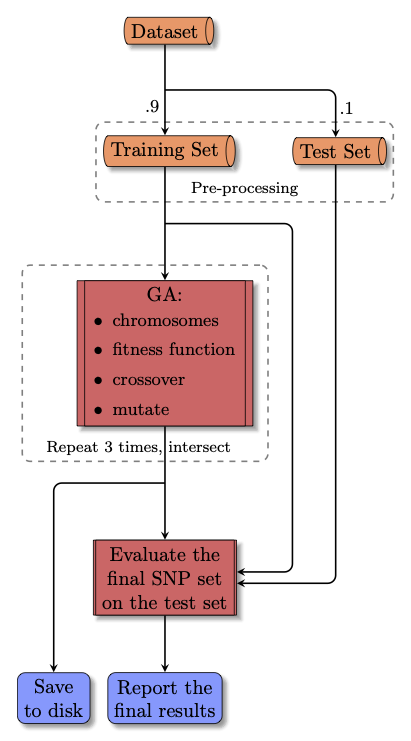 Dataset
.9
.1
Training Set
Test Set
Pre-processing
GA:
• chromosomes
• fitness function
• crossover
• mutate
Repeat 3 times, intersect
Evaluate the
final SNP set
on the test set
Save
to disk
Report the
final results